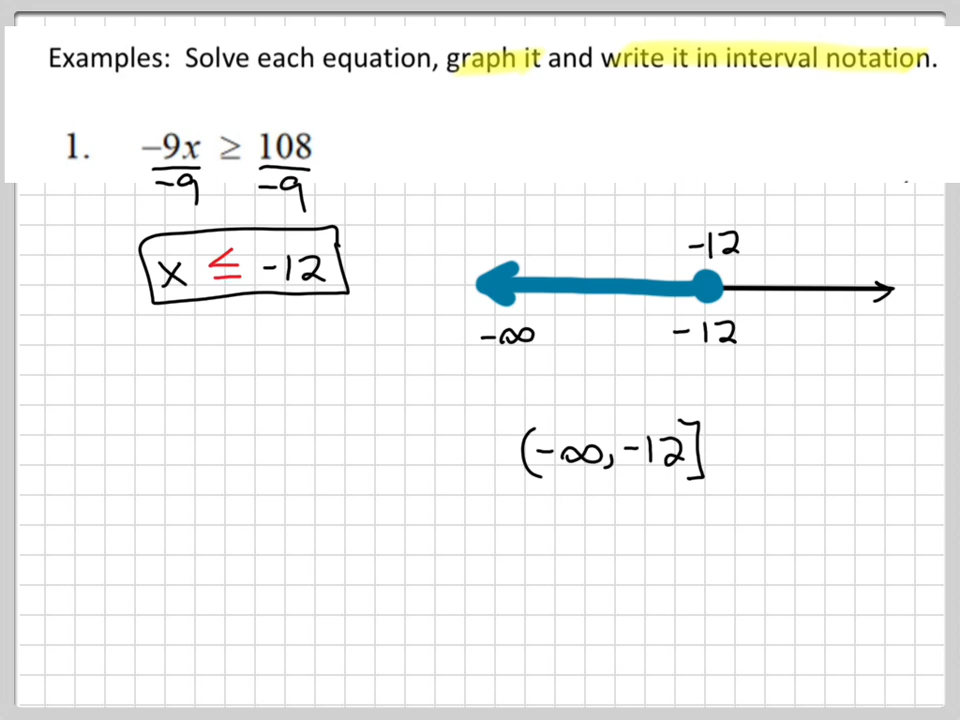 Examples: Solve each equation, graph it and write it in interval notation.
1. −9x ≥ 108
−9 −9
x ≤ -12
-12
-∞ -12
(-∞, -12]